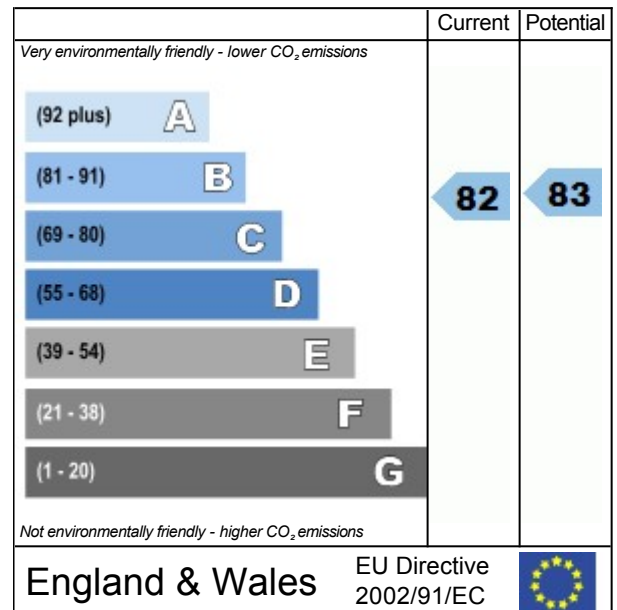 Current Potential
Very environmentally friendly - lower CO₂ emissions
(92 plus) A
(81 - 91) B
82 83
(69 - 80) C
(55 - 68) D
(39 - 54) E
(21 - 38) F
(1 - 20) G
Not environmentally friendly - higher CO₂ emissions
England & Wales
EU Directive
2002/91/EC